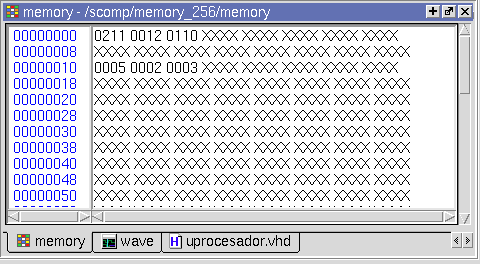 memory - /scomp/memory_256/memory
00000000 0211 0012 0110 XXXX XXXX XXXX XXXX XXXX
00000008 XXXX XXXX XXXX XXXX XXXX XXXX XXXX XXXX
00000010 0005 0002 0003 XXXX XXXX XXXX XXXX XXXX
00000018 XXXX XXXX XXXX XXXX XXXX XXXX XXXX XXXX
00000020 XXXX XXXX XXXX XXXX XXXX XXXX XXXX XXXX
00000028 XXXX XXXX XXXX XXXX XXXX XXXX XXXX XXXX
00000030 XXXX XXXX XXXX XXXX XXXX XXXX XXXX XXXX
00000038 XXXX XXXX XXXX XXXX XXXX XXXX XXXX XXXX
00000040 XXXX XXXX XXXX XXXX XXXX XXXX XXXX XXXX
00000048 XXXX XXXX XXXX XXXX XXXX XXXX XXXX XXXX
00000050 XXXX XXXX XXXX XXXX XXXX XXXX XXXX XXXX
memory wave uprocesador.vhd